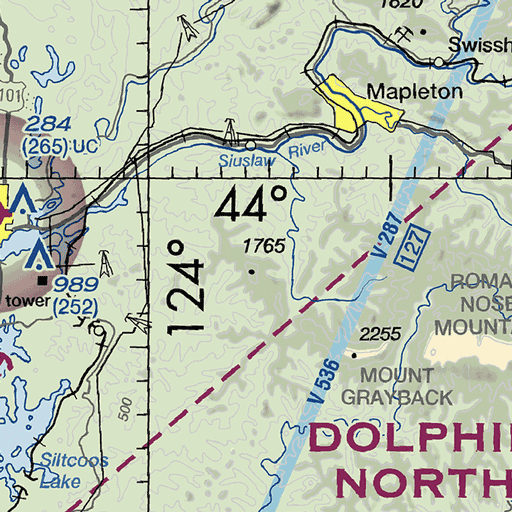 1620
Swissh
101
Mapleton
284
(265) UC
Siuslaw River
44°
V 287
127
1765
124°
989
(252)
tower
ROMA
NOSE
MOUNTA
2255
MOUNT
GRAYBACK
V 536
500
DOLPHI
NORTH
Siltcoos
Lake